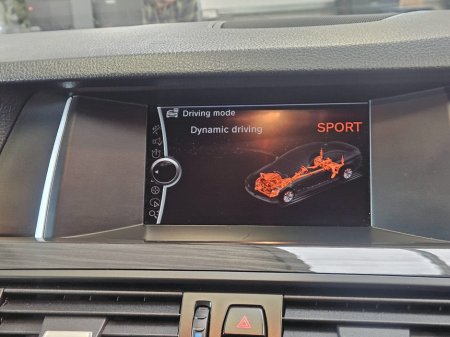 Driving mode
Dynamic driving
SPORT